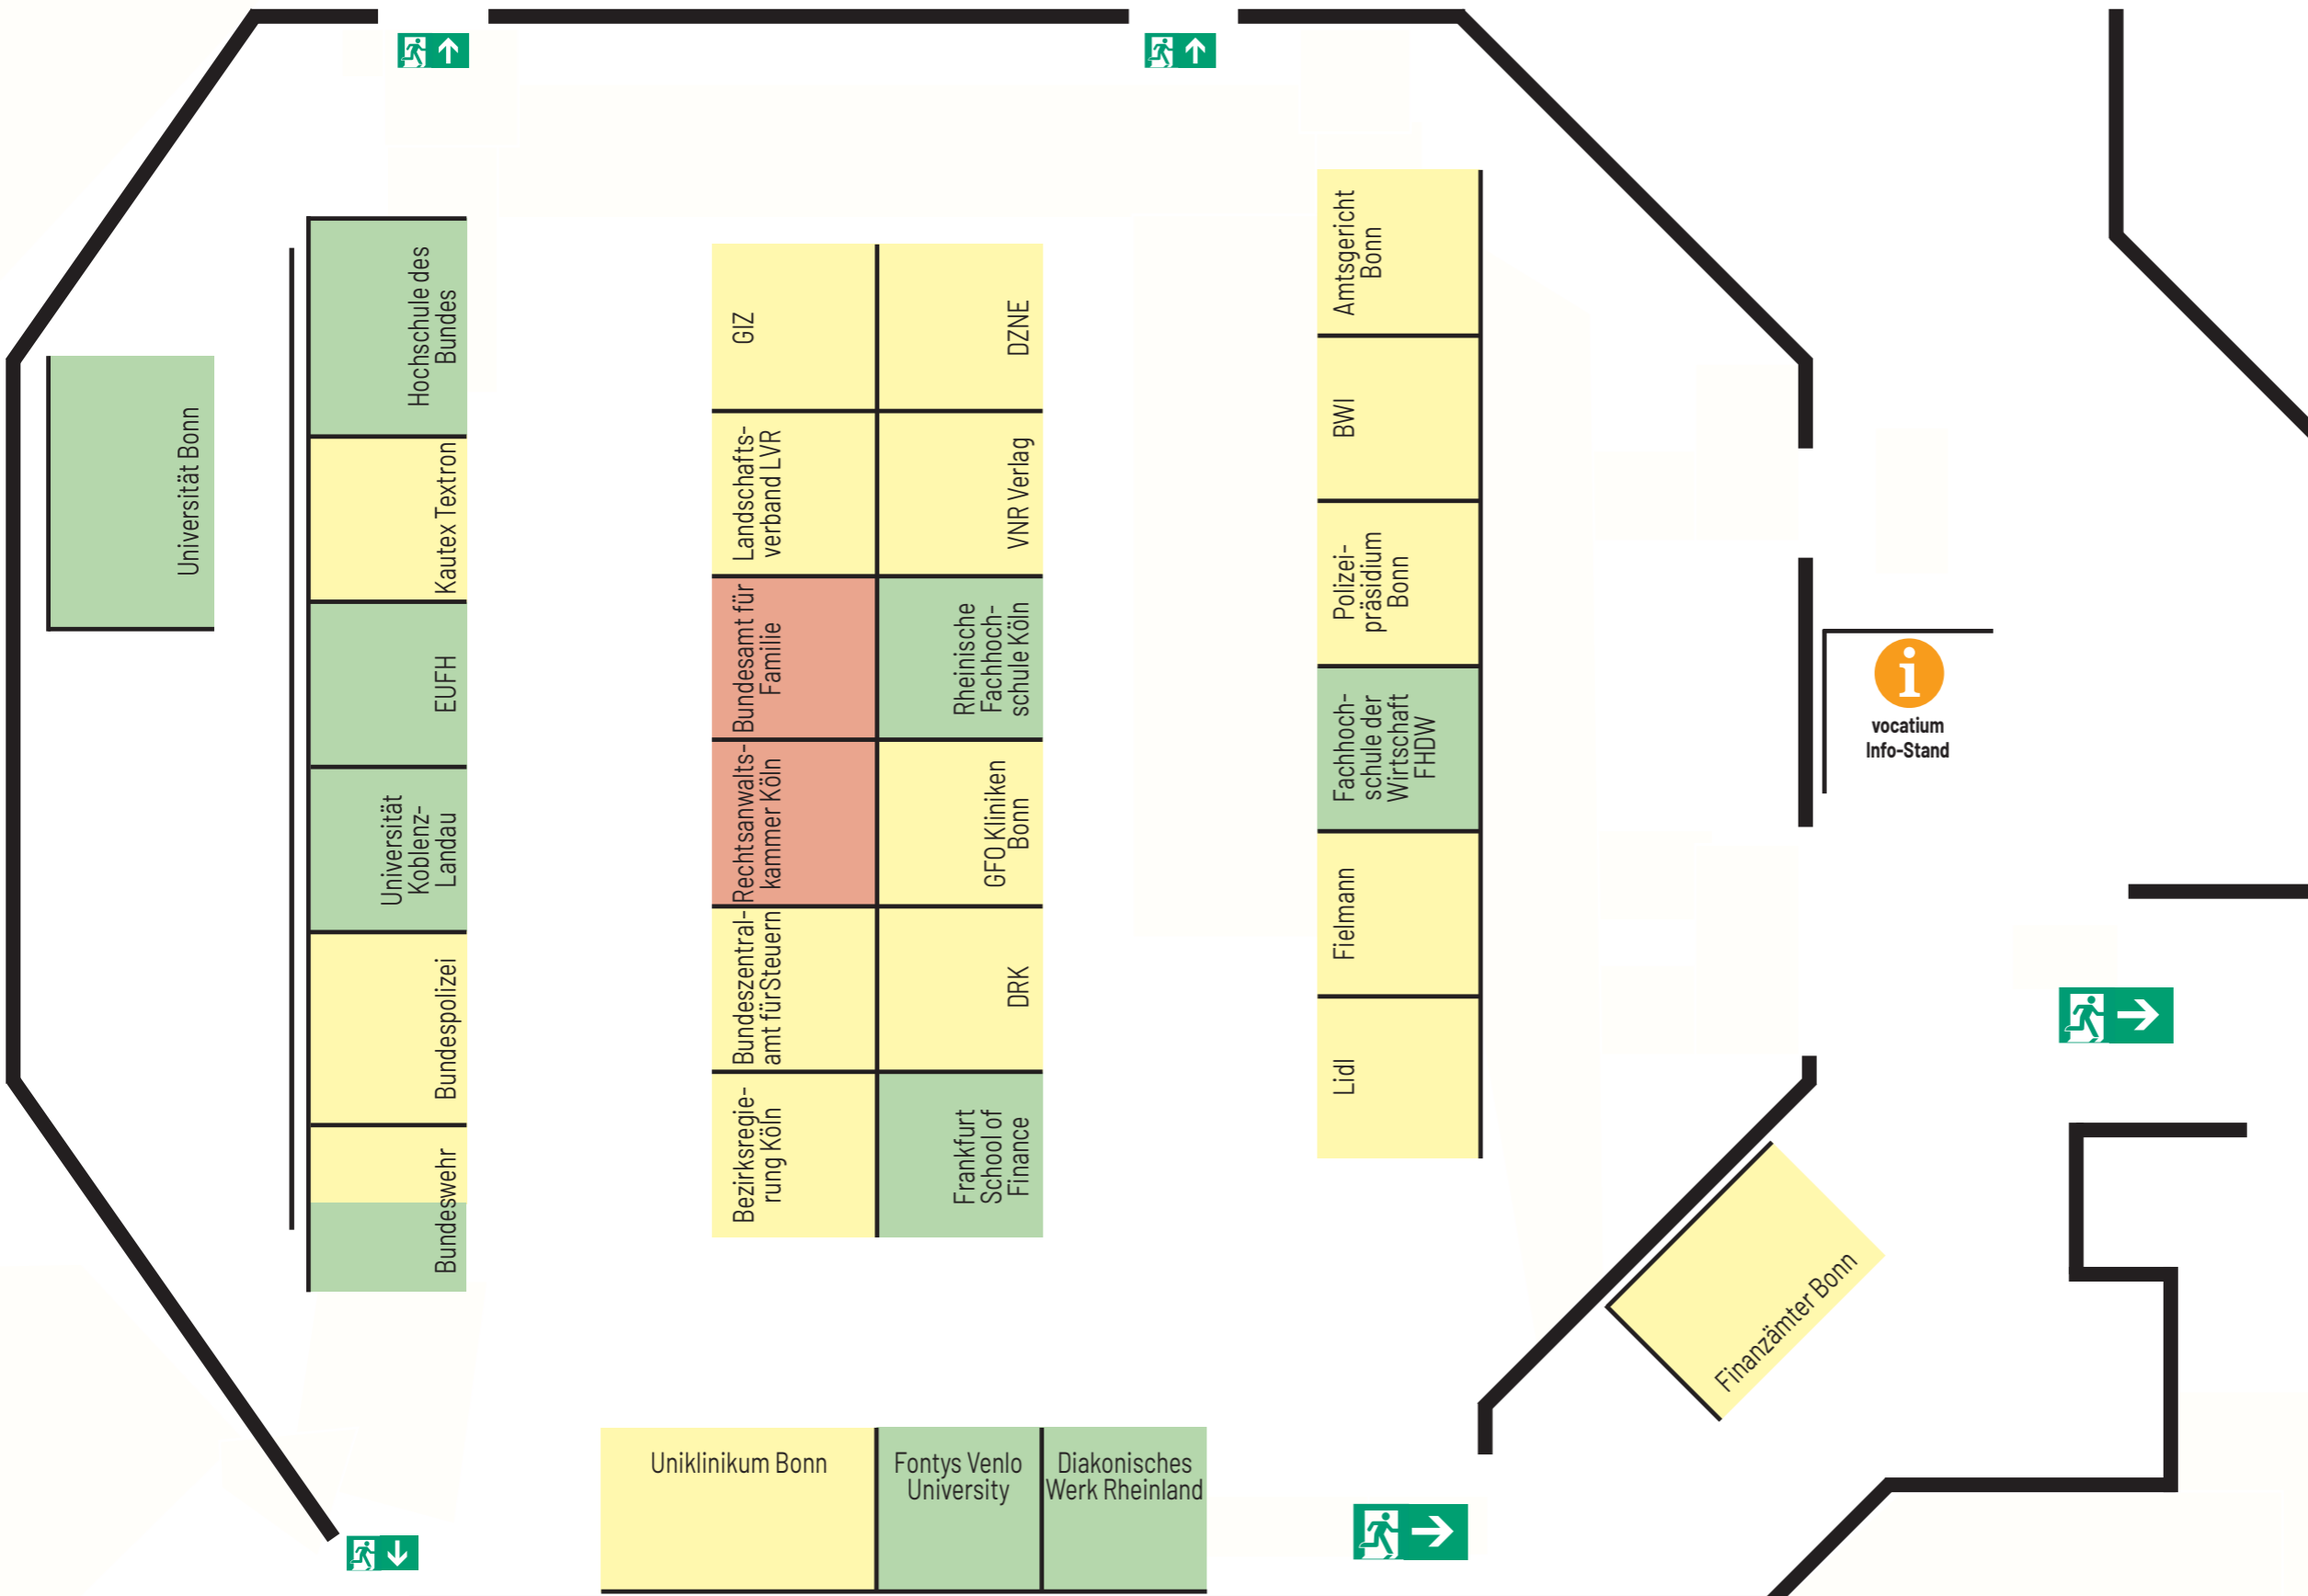 Universität Bonn
Hochschule des
Bundes
Kautex Textron
EUFH
Universität
Koblenz-
Landau
Bundespolizei
Bundeswehr
GIZ
Landschafts-
verband LVR
Bundesamt für
Familie
Rechtsanwalts-
kammer Köln
Bundeszentral-
amt für Steuern
Bezirksregie-
rung Köln
DZNE
VNR Verlag
Rheinische
Fachhoch-
schule Köln
GFO Kliniken
Bonn
DRK
Frankfurt
School of
Finance
Amtsgericht
Bonn
BWI
Polizei-
präsidium
Bonn
Fachhoch-
schule der
Wirtschaft
FHDW
Fielmann
Lidl
i
vocatium
Info-Stand
Finanzämter Bonn
Uniklinikum Bonn
Fontys Venlo
University
Diakonisches
Werk Rheinland